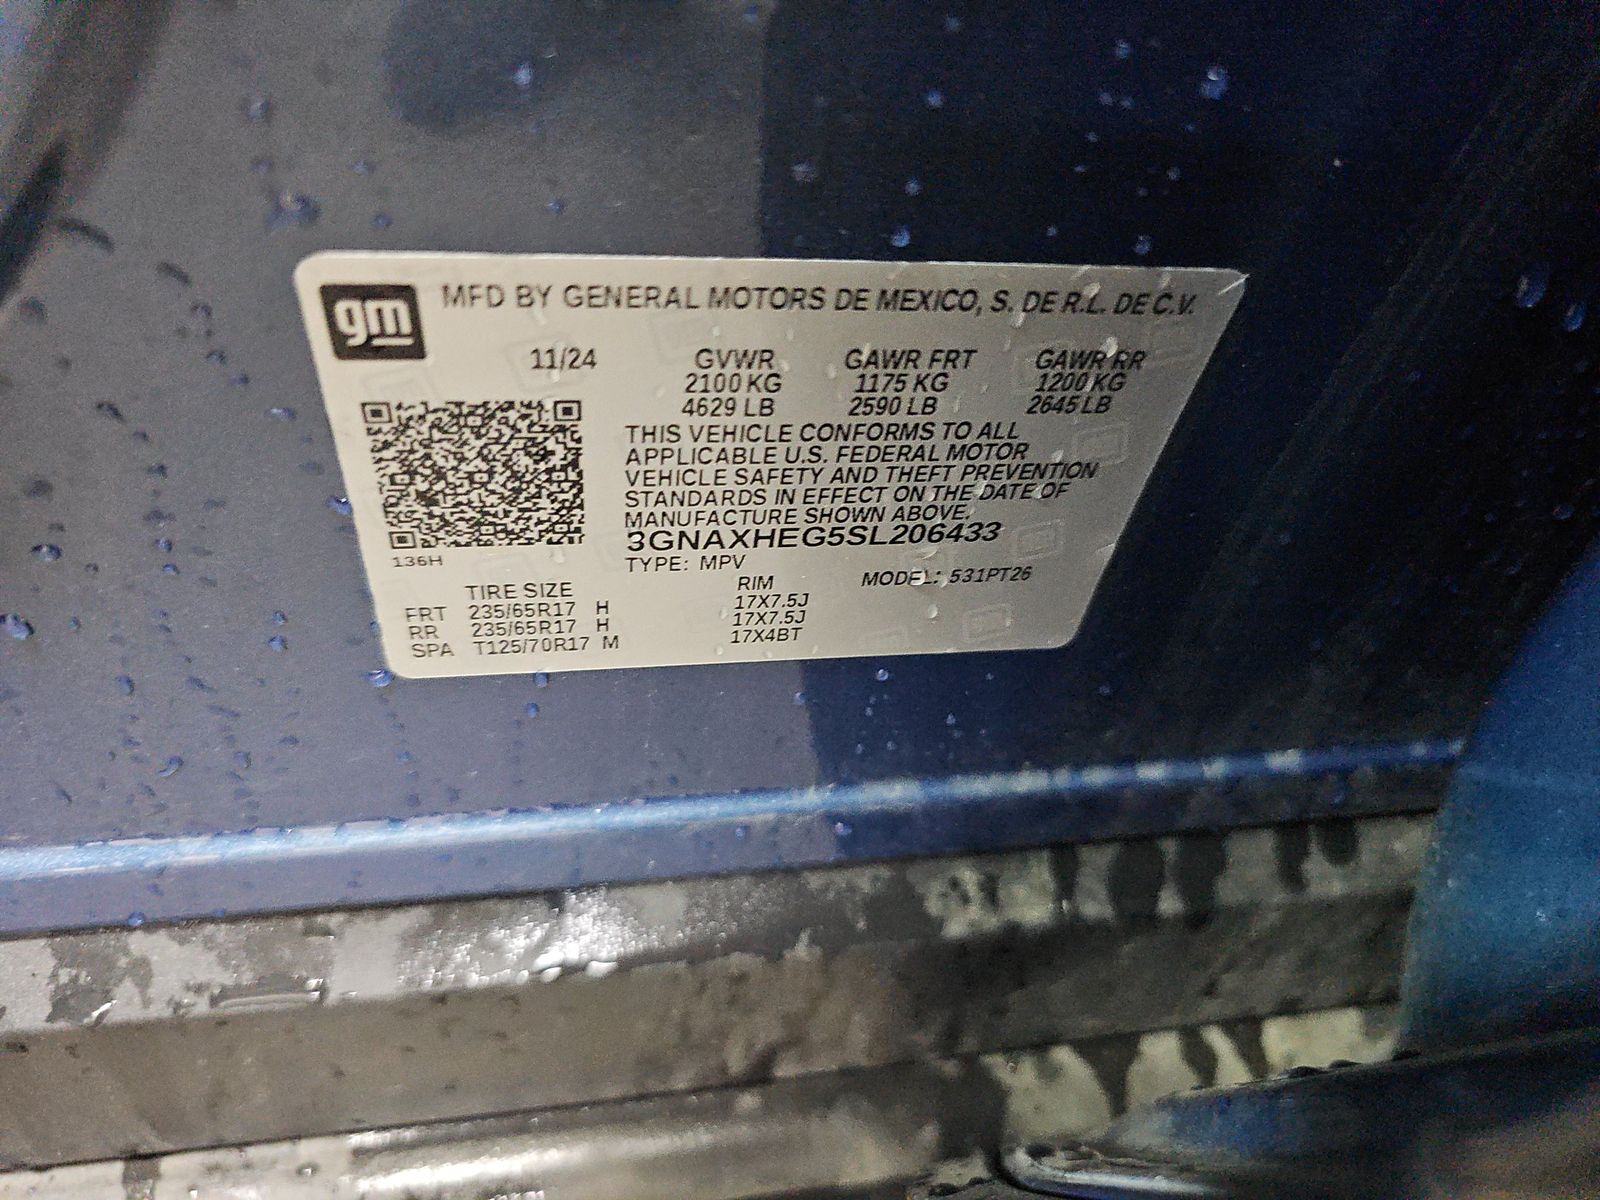 gm
MFD BY GENERAL MOTORS DE MEXICO, S. DE R.L. DE C.V.
11/24 GVWR GAWR FRT GAWR RR
2100 KG 1175 KG 1200 KG
4629 LB 2590 LB 2645 LB
THIS VEHICLE CONFORMS TO ALL
APPLICABLE U.S. FEDERAL MOTOR
VEHICLE SAFETY AND THEFT PREVENTION
STANDARDS IN EFFECT ON THE DATE OF
MANUFACTURE SHOWN ABOVE.
3GNAXHEG5SL206433
136H
TYPE: MPV MODEL: 531PT26
TIRE SIZE RIM
FRT 235/65R17 H 17X7.5J
RR 235/65R17 H 17X7.5J
SPA T125/70R17 M 17X4BT